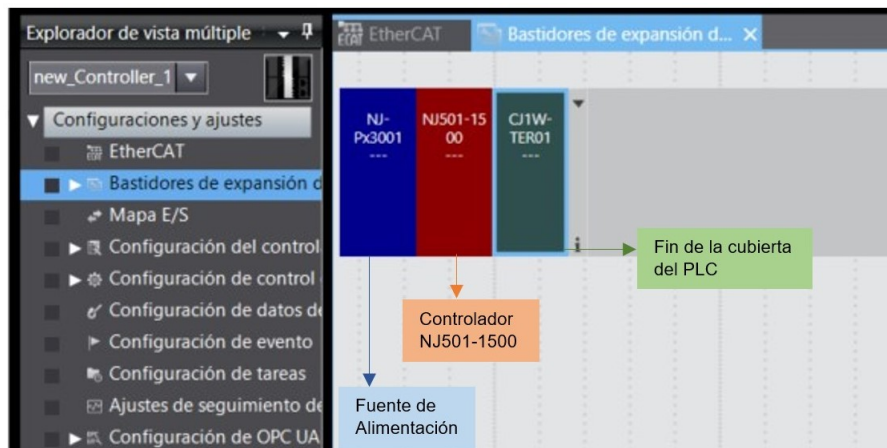 Explorador de vista múltiple
new_Controller_1
Configuraciones y ajustes
EtherCAT
Bastidores de expansión d
Mapa E/S
Configuración del control
Configuración de control
Configuración de datos de
Configuración de evento
Configuración de tareas
Ajustes de seguimiento de
Configuración de OPC UA
EtherCAT
Bastidores de expansión d...
NJ-
Px3001
---
NJ501-15
00
---
CJ1W-
TER01
---
Fin de la cubierta
del PLC
Controlador
NJ501-1500
Fuente de
Alimentación